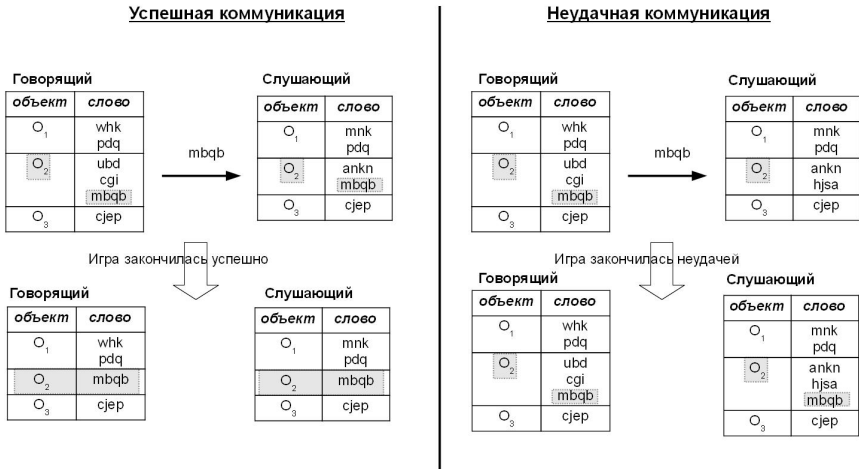 Успешная коммуникация
Говорящий
Слушающий
объект слово
O1 whk
pdq
O2 ubd
cgi
mbqb
O3 cjep
mbqb
объект слово
O1 mnk
pdq
O2 ankn
mbqb
O3 cjep
Игра закончилась успешно
Говорящий
Слушающий
объект слово
O1 whk
pdq
O2 mbqb
O3 cjep
объект слово
O1 mnk
pdq
O2 mbqb
O3 cjep
Неудачная коммуникация
Говорящий
Слушающий
объект слово
O1 whk
pdq
O2 ubd
cgi
mbqb
O3 cjep
mbqb
объект слово
O1 mnk
pdq
O2 ankn
hjsa
O3 cjep
Игра закончилась неудачей
Говорящий
Слушающий
объект слово
O1 whk
pdq
O2 ubd
cgi
mbqb
O3 cjep
объект слово
O1 mnk
pdq
O2 ankn
hjsa
mbqb
O3 cjep